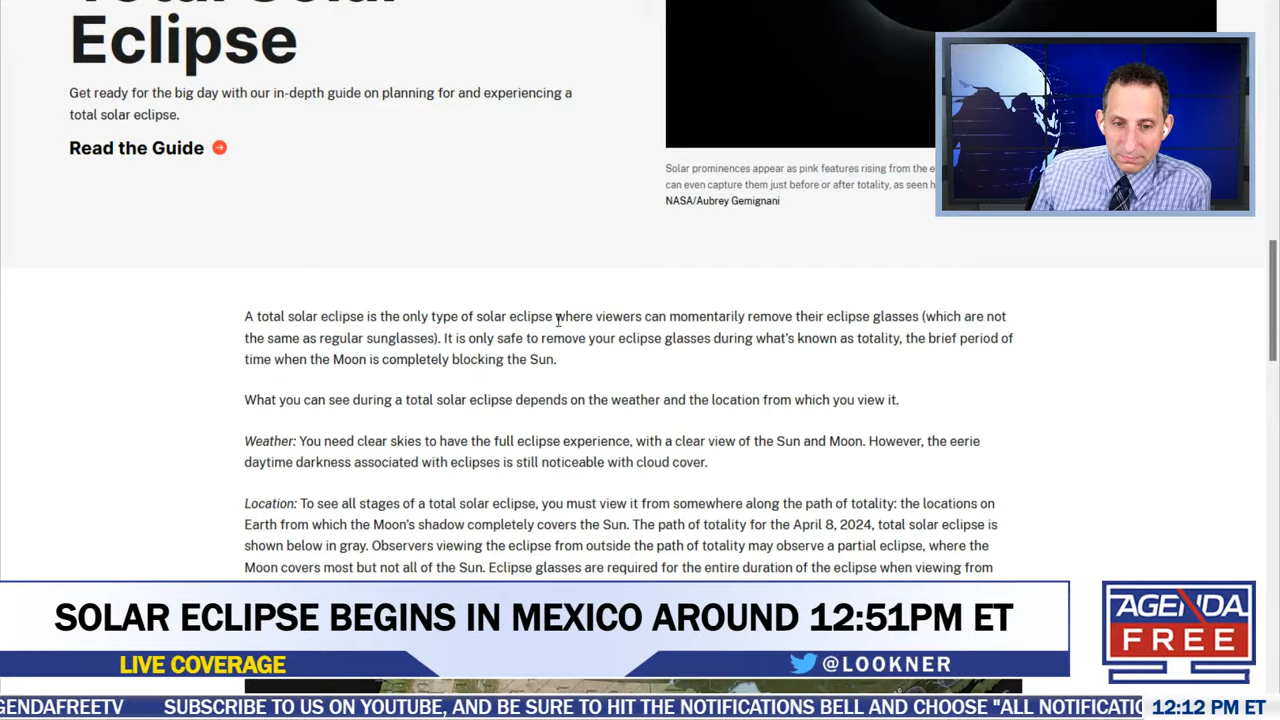 Total Solar
Eclipse
Get ready for the big day with our in-depth guide on planning for and experiencing a
total solar eclipse.
Read the Guide
Solar prominences appear as pink features rising from the
can even capture them just before or after totality, as seen
NASA/Aubrey Gemignani
A total solar eclipse is the only type of solar eclipse where viewers can momentarily remove their eclipse glasses (which are not
the same as regular sunglasses). It is only safe to remove your eclipse glasses during what's known as totality, the brief period of
time when the Moon is completely blocking the Sun.
What you can see during a total solar eclipse depends on the weather and the location from which you view it.
Weather: You need clear skies to have the full eclipse experience, with a clear view of the Sun and Moon. However, the eerie
daytime darkness associated with eclipses is still noticeable with cloud cover.
Location: To see all stages of a total solar eclipse, you must view it from somewhere along the path of totality: the locations on
Earth from which the Moon's shadow completely covers the Sun. The path of totality for the April 8, 2024, total solar eclipse is
shown below in gray. Observers viewing the eclipse from outside the path of totality may observe a partial eclipse, where the
Moon covers most but not all of the Sun. Eclipse glasses are required for the entire duration of the eclipse when viewing from
SOLAR ECLIPSE BEGINS IN MEXICO AROUND 12:51PM ET
LIVE COVERAGE
@LOOKNER
AGENDA
FREE
GENDAFREETV SUBSCRIBE TO US ON YOUTUBE, AND BE SURE TO HIT THE NOTIFICATIONS BELL AND CHOOSE "ALL NOTIFICATIO
12:12 PM ET